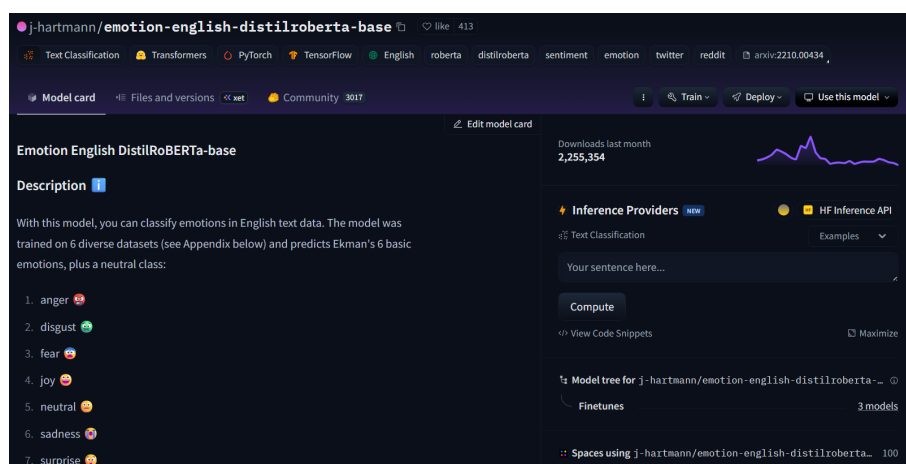 j-hartmann/emotion-english-distilroberta-base like 413
Text Classification Transformers PyTorch TensorFlow English roberta distilroberta sentiment emotion twitter reddit arxiv:2210.00434
Model card Files and versions xet Community 3017 Train Deploy Use this model
Edit model card
Emotion English DistilRoBERTa-base
Description i
With this model, you can classify emotions in English text data. The model was
trained on 6 diverse datasets (see Appendix below) and predicts Ekman's 6 basic
emotions, plus a neutral class:
1. anger 🤬
2. disgust 🤢
3. fear 😨
4. joy 😀
5. neutral 😐
6. sadness 😭
7. surprise 😲
Downloads last month
2,255,354
Inference Providers NEW HF Inference API
Text Classification Examples
Your sentence here...
Compute
</> View Code Snippets Maximize
Model tree for j-hartmann/emotion-english-distilroberta-…
Finetunes 3 models
Spaces using j-hartmann/emotion-english-distilroberta… 100